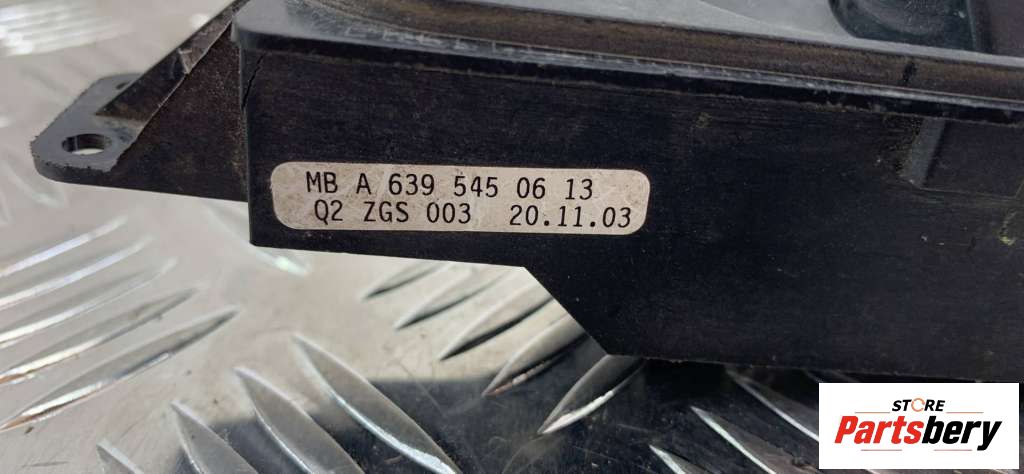 MB A 639 545 06 13
Q2 ZGS 003 20.11.03
STORE
Partsbery